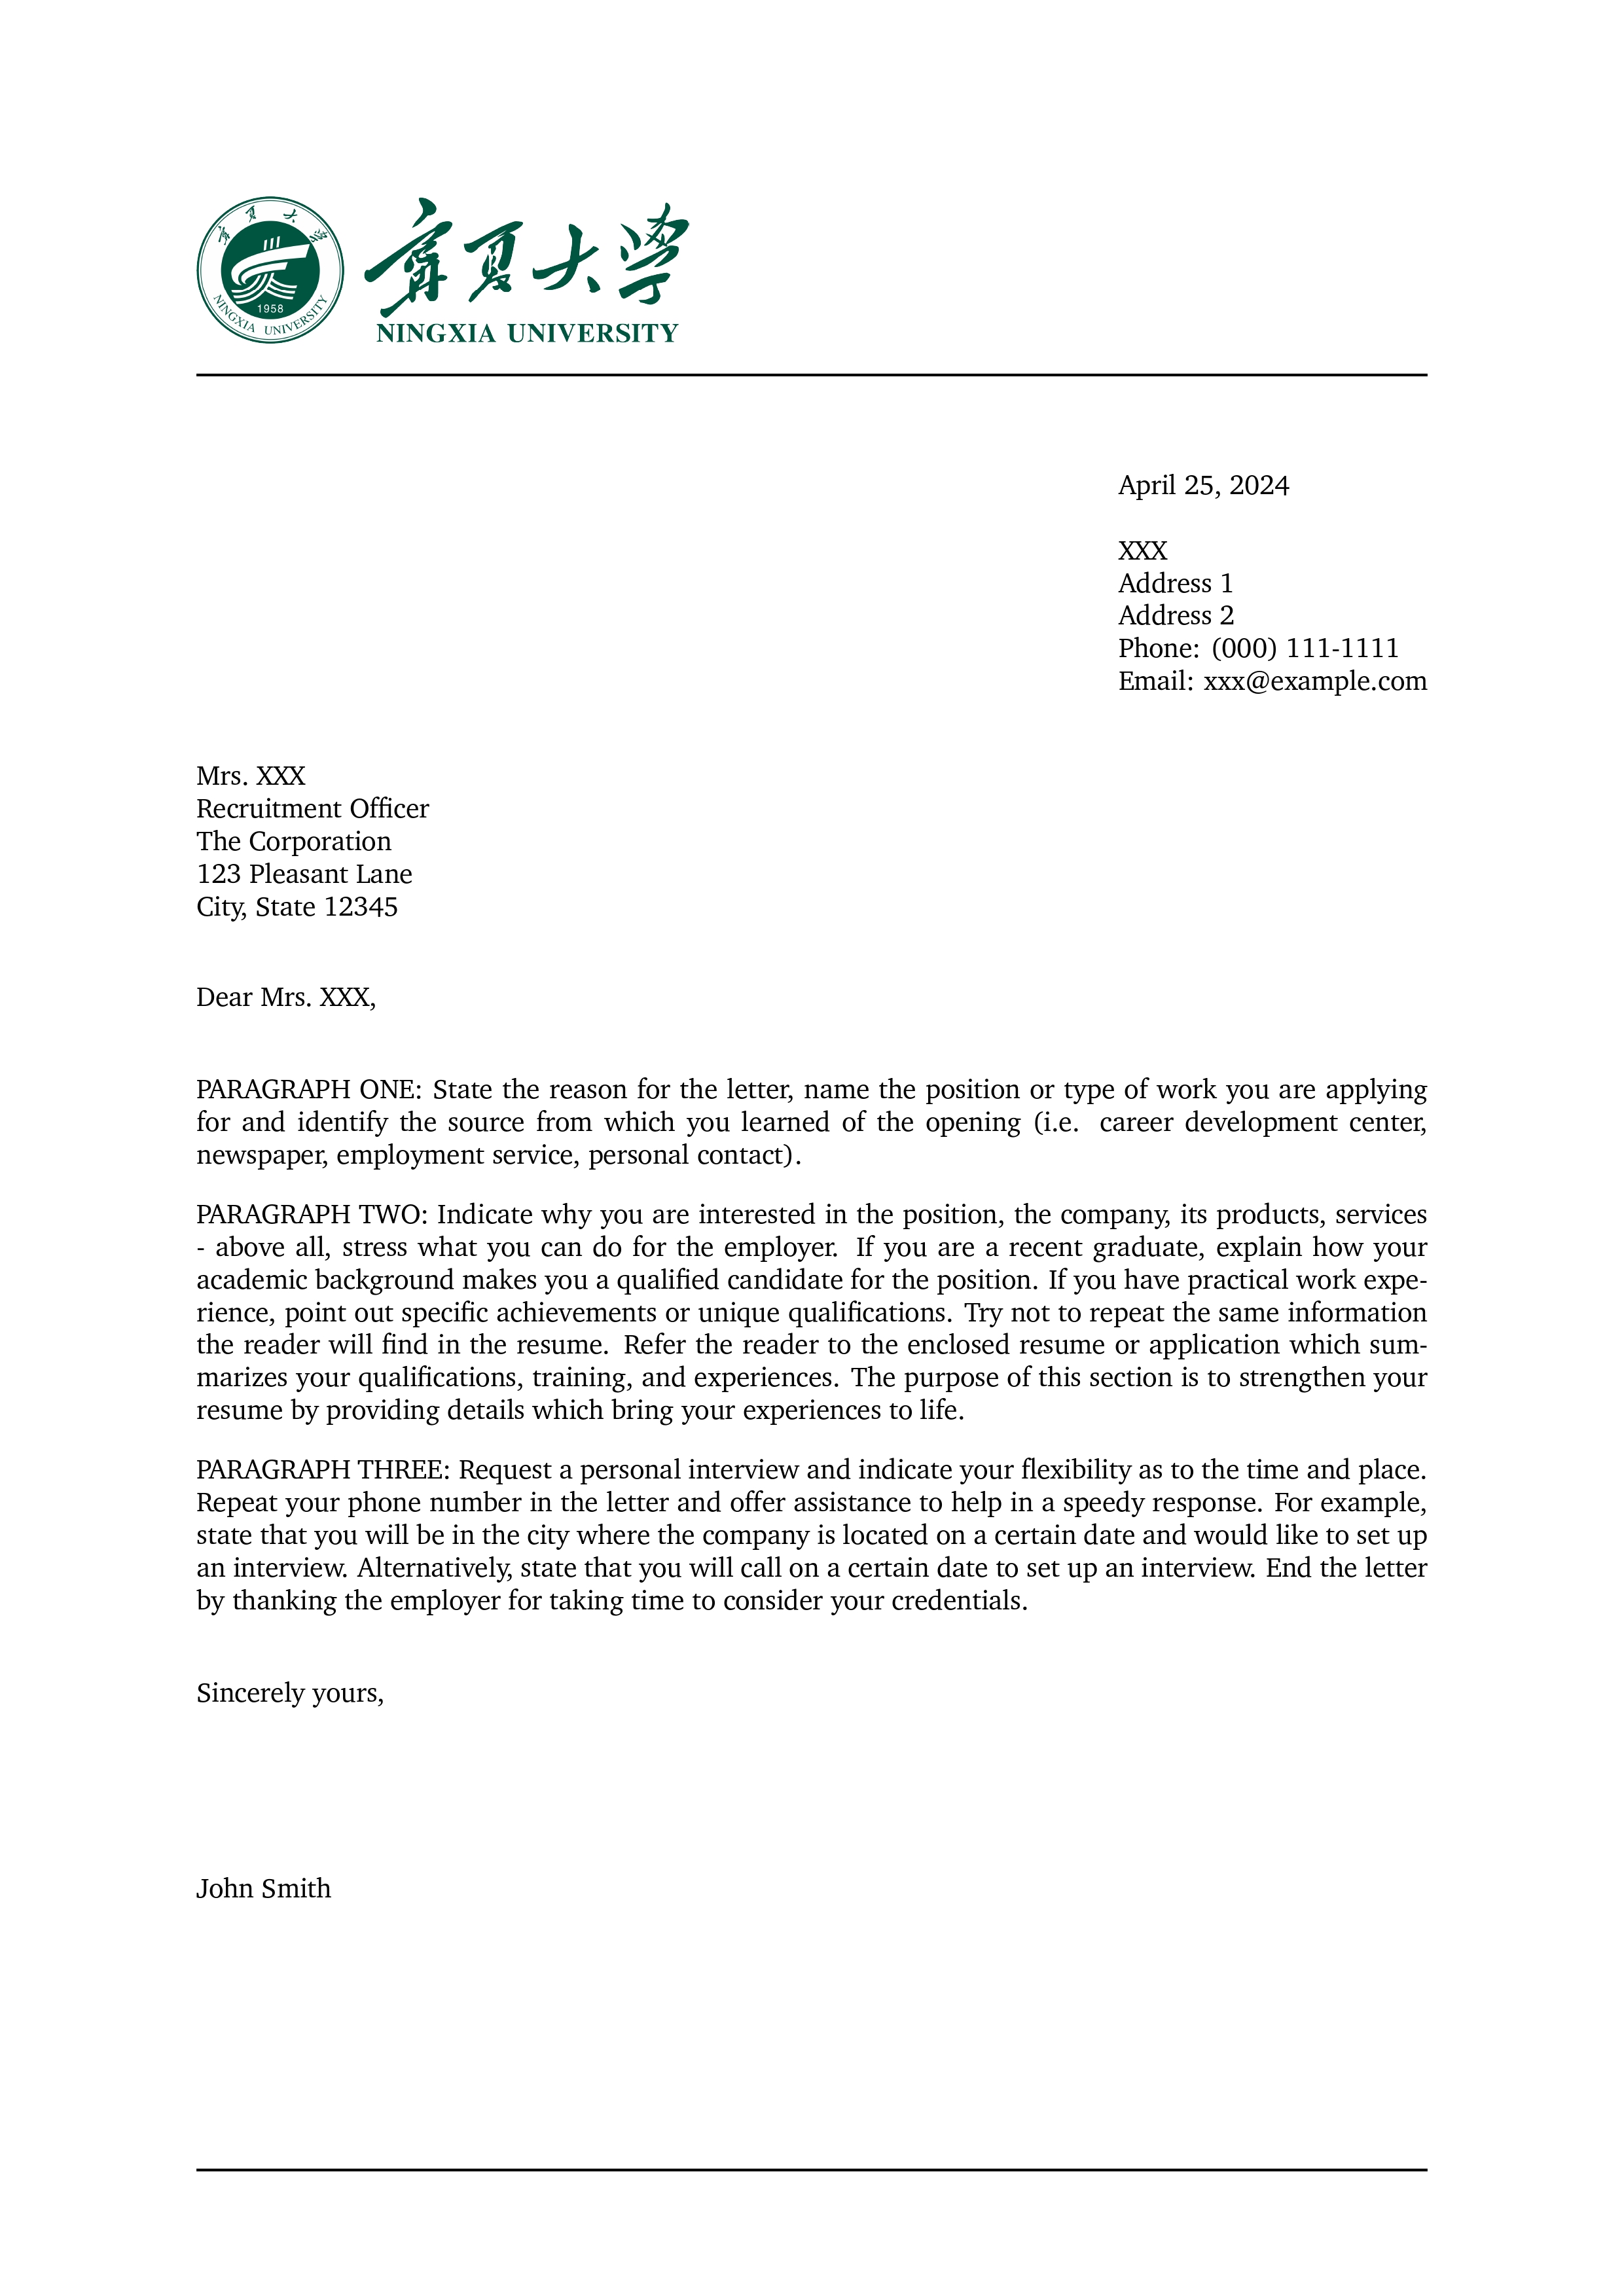 宁夏大学
NINGXIA UNIVERSITY
1958
宁夏大学
NINGXIA UNIVERSITY
April 25, 2024
XXX
Address 1
Address 2
Phone: (000) 111-1111
Email: xxx@example.com
Mrs. XXX
Recruitment Officer
The Corporation
123 Pleasant Lane
City, State 12345
Dear Mrs. XXX,
PARAGRAPH ONE: State the reason for the letter, name the position or type of work you are applying
for and identify the source from which you learned of the opening (i.e. career development center,
newspaper, employment service, personal contact).
PARAGRAPH TWO: Indicate why you are interested in the position, the company, its products, services
- above all, stress what you can do for the employer. If you are a recent graduate, explain how your
academic background makes you a qualified candidate for the position. If you have practical work expe-
rience, point out specific achievements or unique qualifications. Try not to repeat the same information
the reader will find in the resume. Refer the reader to the enclosed resume or application which sum-
marizes your qualifications, training, and experiences. The purpose of this section is to strengthen your
resume by providing details which bring your experiences to life.
PARAGRAPH THREE: Request a personal interview and indicate your flexibility as to the time and place.
Repeat your phone number in the letter and offer assistance to help in a speedy response. For example,
state that you will be in the city where the company is located on a certain date and would like to set up
an interview. Alternatively, state that you will call on a certain date to set up an interview. End the letter
by thanking the employer for taking time to consider your credentials.
Sincerely yours,
John Smith